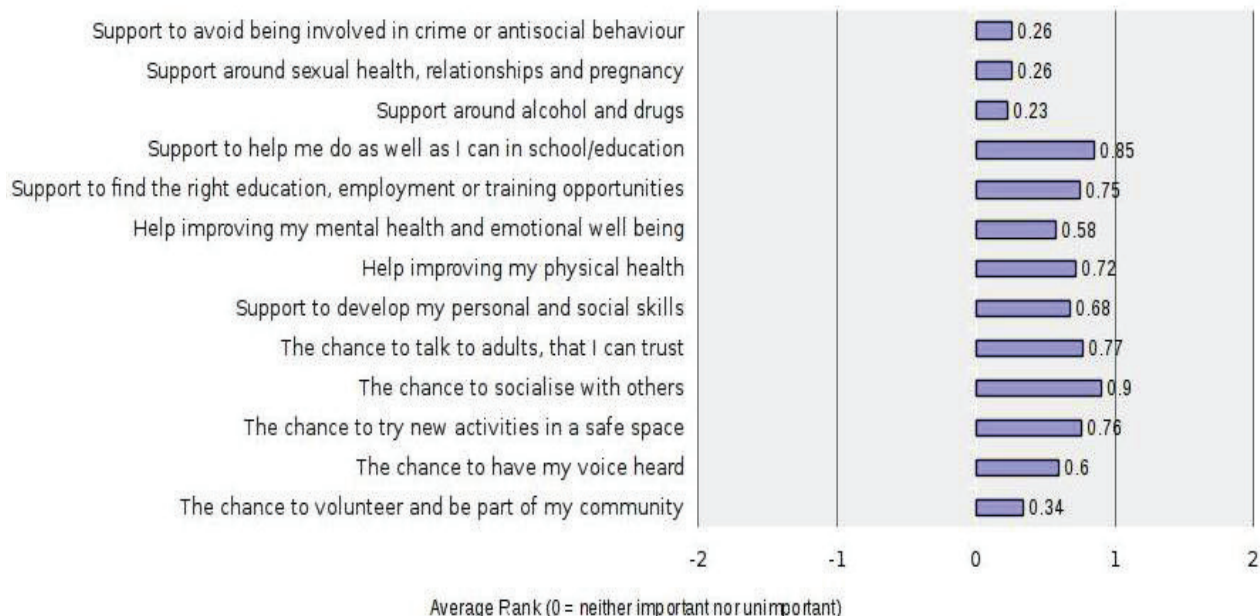 Support to avoid being involved in crime or antisocial behaviour 0.26
Support around sexual health, relationships and pregnancy 0.26
Support around alcohol and drugs 0.23
Support to help me do as well as I can in school/education 0.85
Support to find the right education, employment or training opportunities 0.75
Help improving my mental health and emotional well being 0.58
Help improving my physical health 0.72
Support to develop my personal and social skills 0.68
The chance to talk to adults, that I can trust 0.77
The chance to socialise with others 0.9
The chance to try new activities in a safe space 0.76
The chance to have my voice heard 0.6
The chance to volunteer and be part of my community 0.34
-2 -1 0 1 2
Average Rank (0 = neither important nor unimportant)